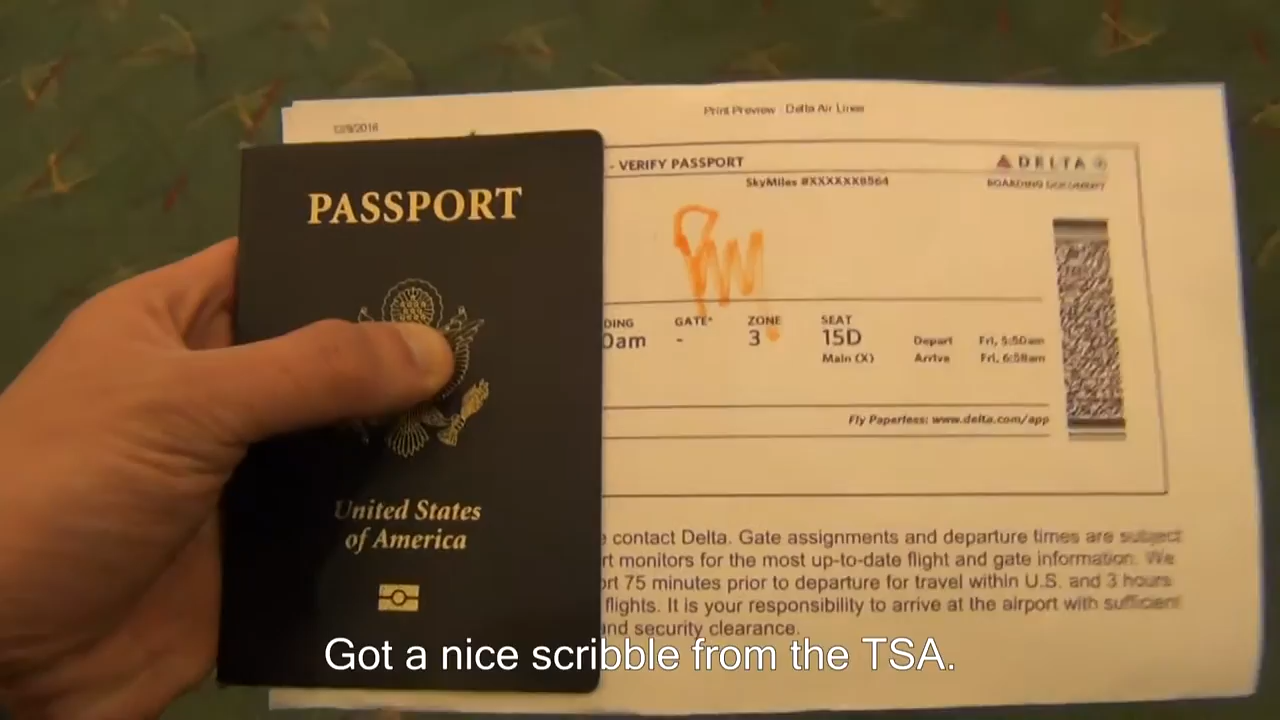 Print Preview - Delta Air Lines
12/9/2016
PASSPORT
United States
of America
- VERIFY PASSPORT
DELTA
SkyMiles #XXXXXX8564
BOARDING DOCUMENT
DING GATE* ZONE SEAT
0am - 3 15D
Main (X)
Depart Fri, 5:50am
Arrive Fri, 6:58am
Fly Paperless: www.delta.com/app
contact Delta. Gate assignments and departure times are subject
rt monitors for the most up-to-date flight and gate information. We
ort 75 minutes prior to departure for travel within U.S. and 3 hours
flights. It is your responsibility to arrive at the airport with sufficient
and security clearance.
Got a nice scribble from the TSA.